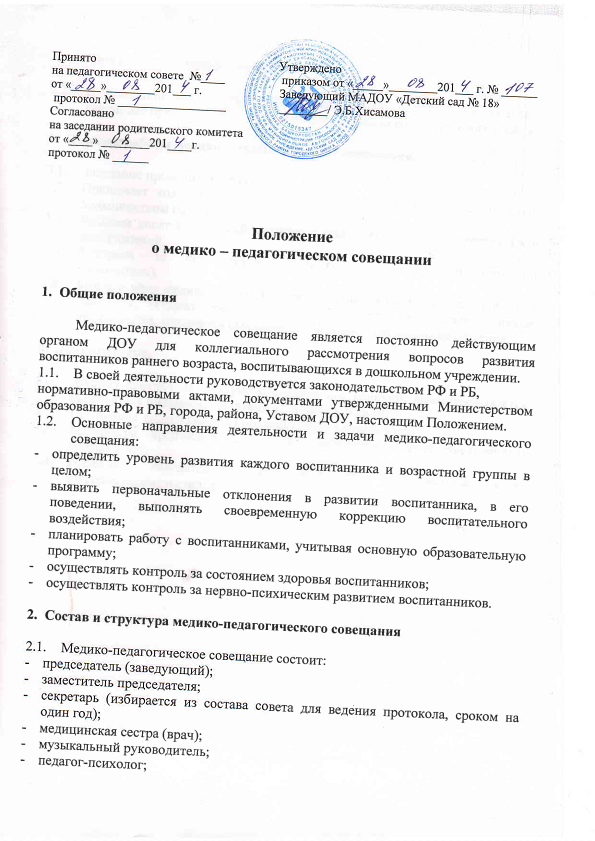 Принято
на педагогическом совете №1
от «28» 08 2014 г.
протокол № 1
Согласовано
на заседании родительского комитета
от «28» 08 2014 г.
протокол № 1
Утверждено
приказом от «28» 08 2014 г. № 107
Заведующий МАДОУ «Детский сад № 18»
/ Э.Б.Хисамова
Положение
о медико – педагогическом совещании
1. Общие положения
Медико-педагогическое совещание является постоянно действующим
органом ДОУ для коллегиального рассмотрения вопросов развития
воспитанников раннего возраста, воспитывающихся в дошкольном учреждении.
1.1. В своей деятельности руководствуется законодательством РФ и РБ,
нормативно-правовыми актами, документами утвержденными Министерством
образования РФ и РБ, города, района, Уставом ДОУ, настоящим Положением.
1.2. Основные направления деятельности и задачи медико-педагогического
совещания:
- определить уровень развития каждого воспитанника и возрастной группы в
целом;
- выявить первоначальные отклонения в развитии воспитанника, в его
поведении, выполнять своевременную коррекцию воспитательного
воздействия;
- планировать работу с воспитанниками, учитывая основную образовательную
программу;
- осуществлять контроль за состоянием здоровья воспитанников;
- осуществлять контроль за нервно-психическим развитием воспитанников.
2. Состав и структура медико-педагогического совещания
2.1. Медико-педагогическое совещание состоит:
- председатель (заведующий);
- заместитель председателя;
- секретарь (избирается из состава совета для ведения протокола, сроком на
один год);
- медицинская сестра (врач);
- музыкальный руководитель;
- педагог-психолог;